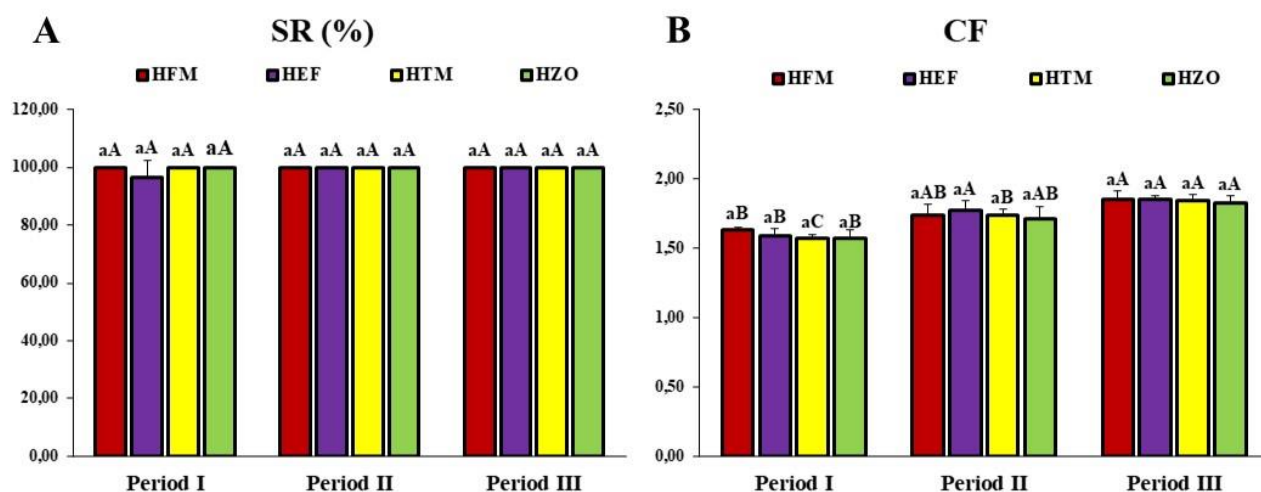 A SR (%)
HFM HEF HTM HZO
120,00
100,00
80,00
60,00
40,00
20,00
0,00
aA aA aA aA aA aA aA aA aA aA aA aA
Period I Period II Period III
B CF
HFM HEF HTM HZO
2,50
2,00
1,50
1,00
0,50
0,00
aB aB aC aB aAB aA aB aAB aA aA aA aA
Period I Period II Period III